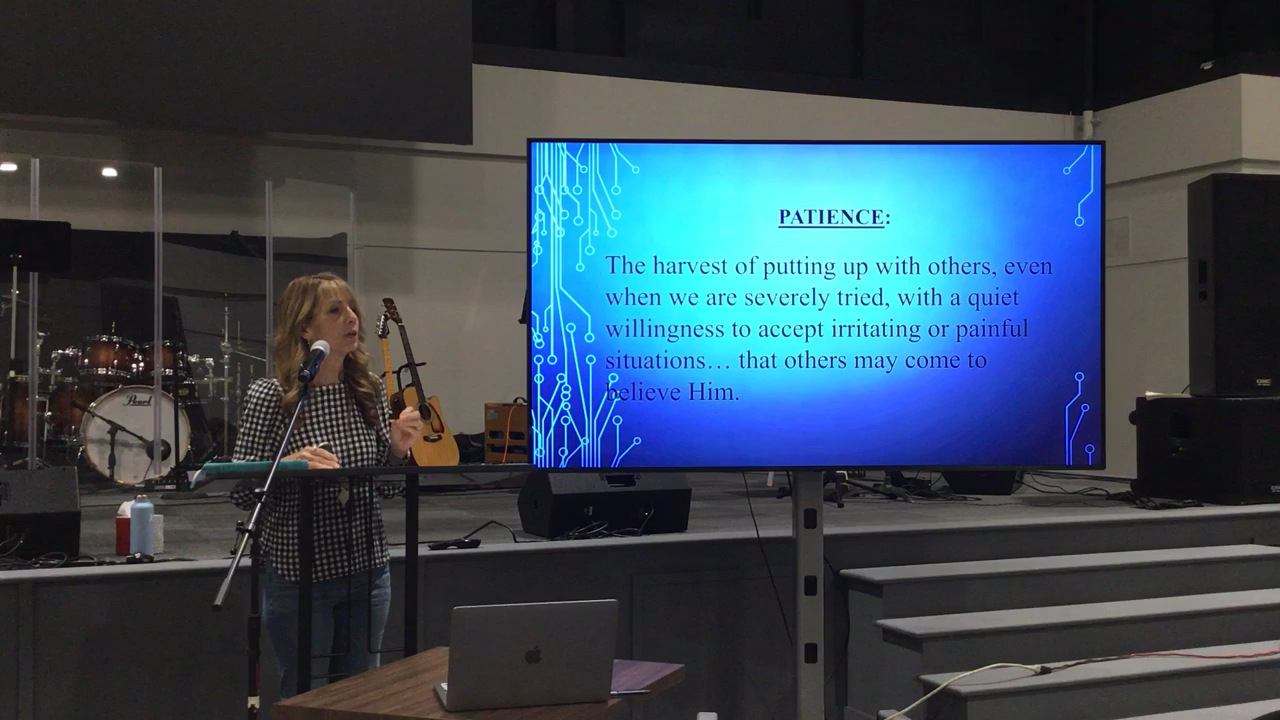 PATIENCE:
The harvest of putting up with others, even
when we are severely tried, with a quiet
willingness to accept irritating or painful
situations… that others may come to
believe Him.
Pearl